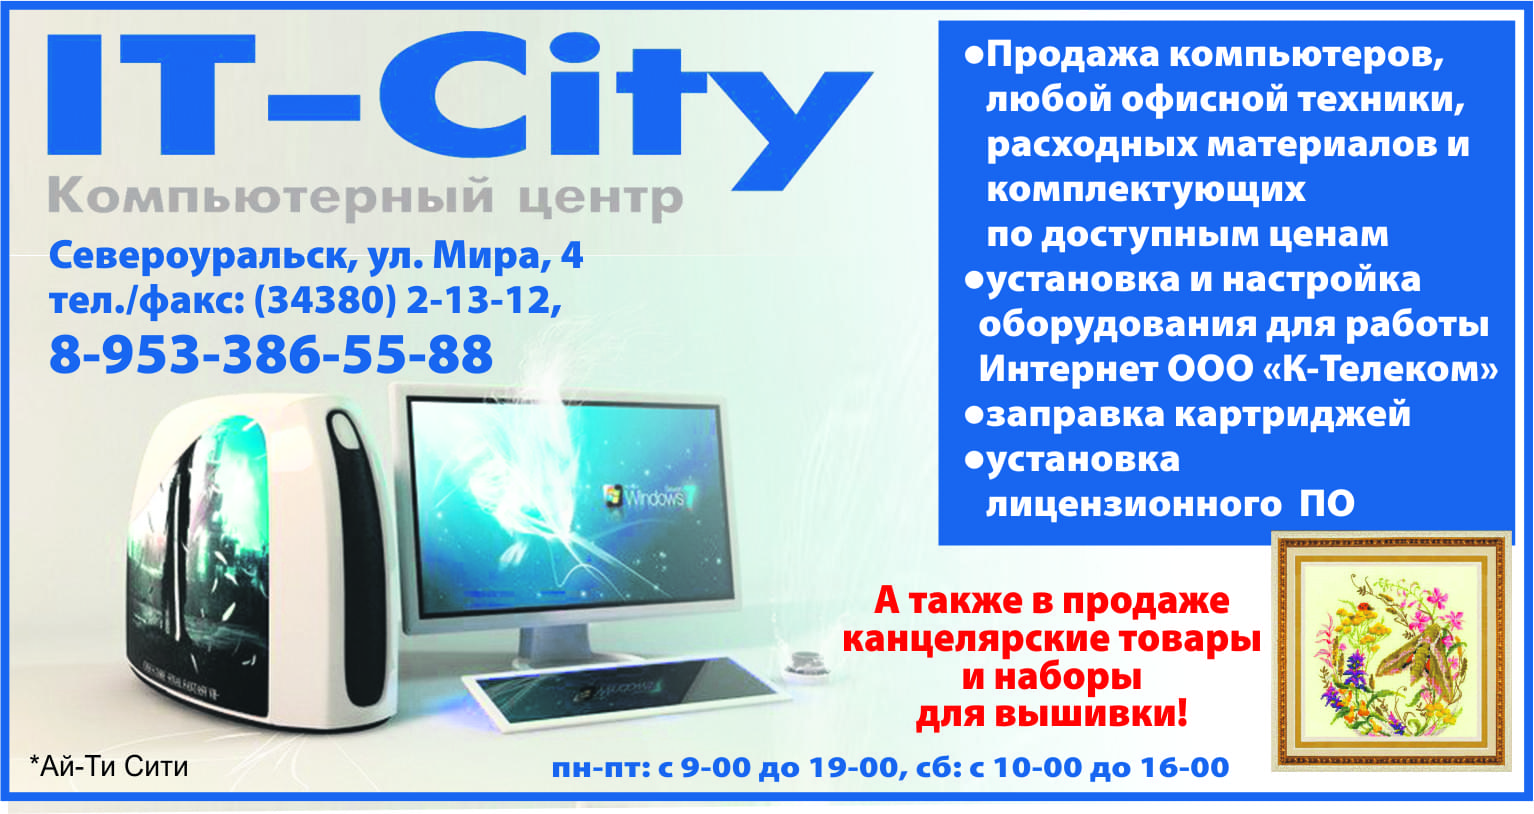 IT-City
Компьютерный центр
Североуральск, ул. Мира, 4
тел./факс: (34380) 2-13-12,
8-953-386-55-88
•Продажа компьютеров,
любой офисной техники,
расходных материалов и
комплектующих
по доступным ценам
•установка и настройка
оборудования для работы
Интернет ООО «К-Телеком»
•заправка картриджей
•установка
лицензионного ПО
Windows 7
А также в продаже
канцелярские товары
и наборы
для вышивки!
*Ай-Ти Сити
пн-пт: с 9-00 до 19-00, сб: с 10-00 до 16-00